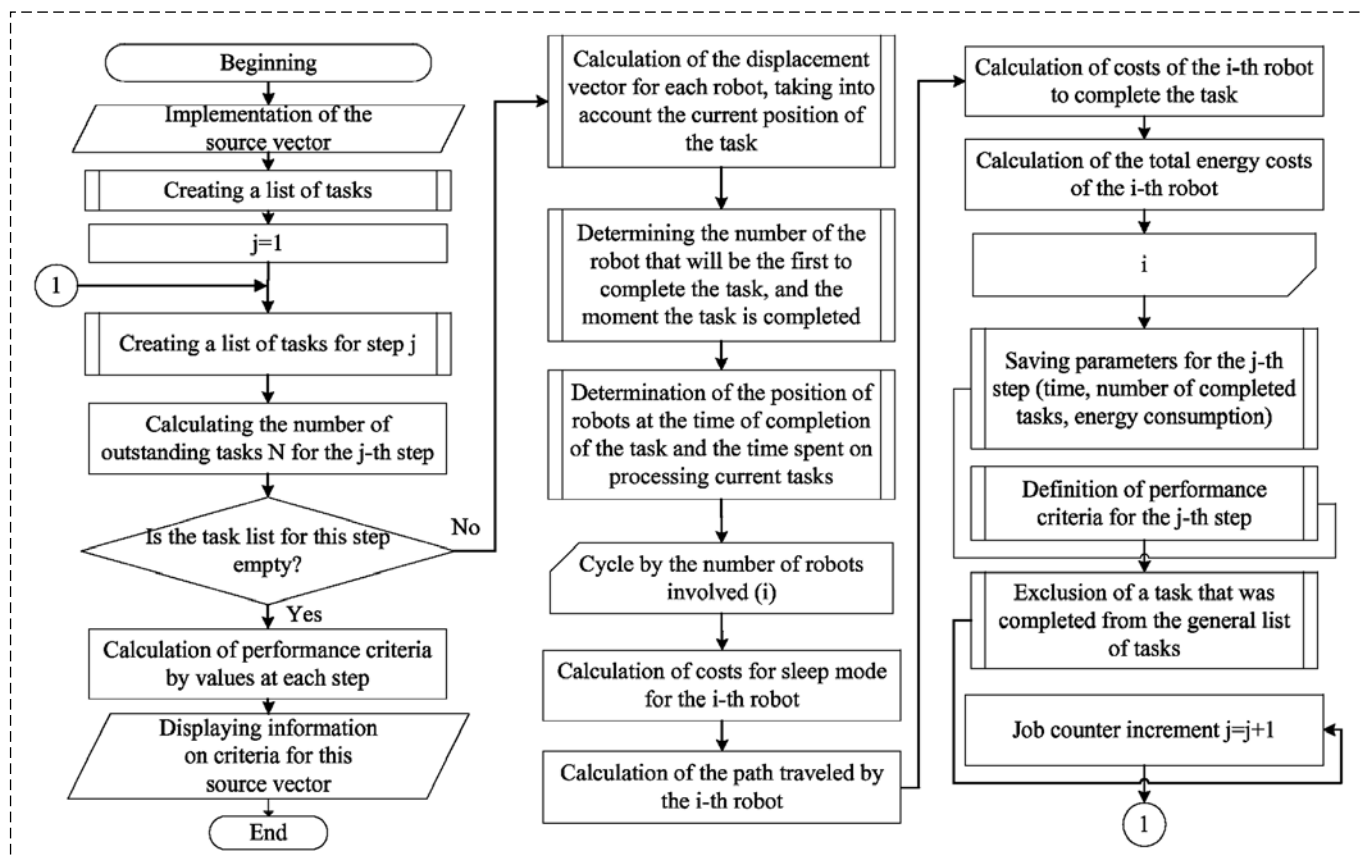 Beginning
Implementation of the
source vector
Creating a list of tasks
j=1
1
Creating a list of tasks for step j
Calculating the number of
outstanding tasks N for the j-th step
Is the task list for this step
empty?
No
Yes
Calculation of performance criteria
by values at each step
Displaying information
on criteria for this
source vector
End
Calculation of the displacement
vector for each robot, taking into
account the current position of
the task
Determining the number of the
robot that will be the first to
complete the task, and the
moment the task is completed
Determination of the position of
robots at the time of completion
of the task and the time spent on
processing current tasks
Cycle by the number of robots
involved (i)
Calculation of costs for sleep mode
for the i-th robot
Calculation of the path traveled by
the i-th robot
Calculation of costs of the i-th robot
to complete the task
Calculation of the total energy costs
of the i-th robot
i
Saving parameters for the j-th
step (time, number of completed
tasks, energy consumption)
Definition of performance
criteria for the j-th step
Exclusion of a task that was
completed from the general list
of tasks
Job counter increment j=j+1
1